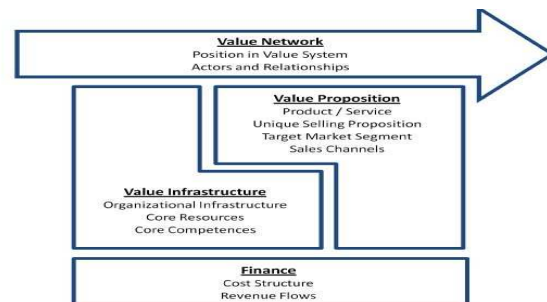 Value Network
Position in Value System
Actors and Relationships
Value Proposition
Product / Service
Unique Selling Proposition
Target Market Segment
Sales Channels
Value Infrastructure
Organizational Infrastructure
Core Resources
Core Competences
Finance
Cost Structure
Revenue Flows